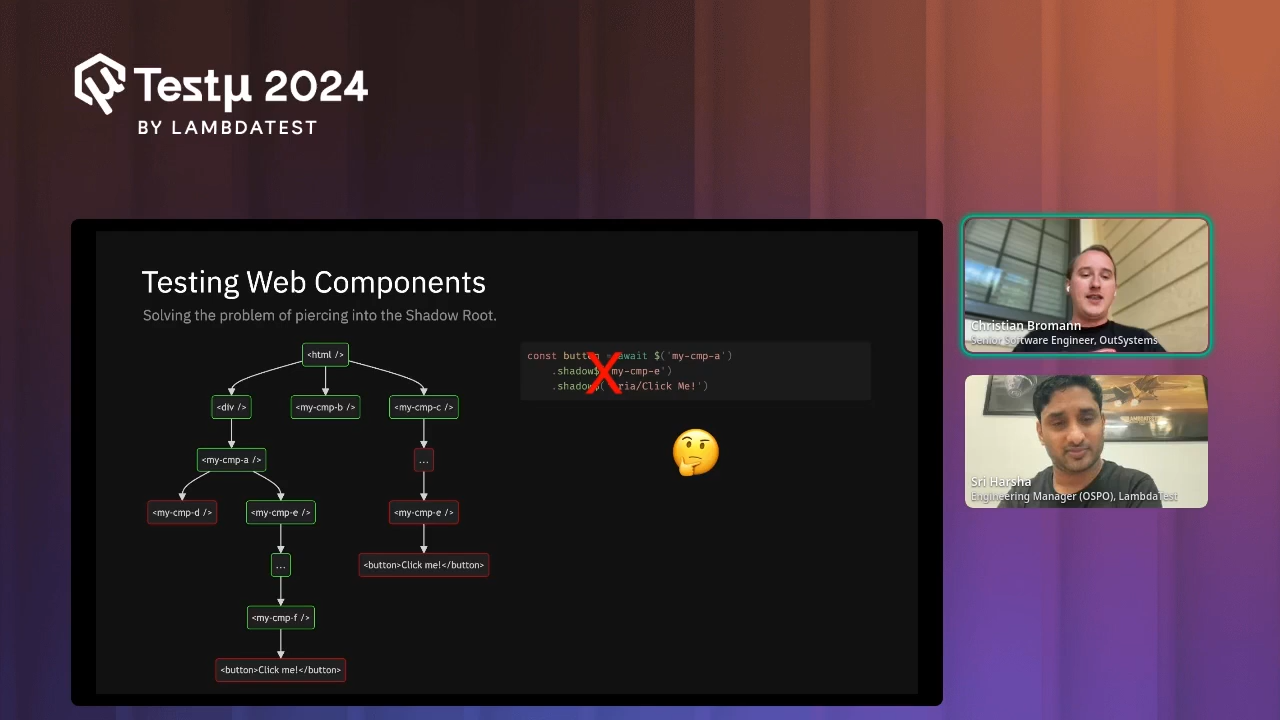 Testμ 2024
BY LAMBDATEST
Testing Web Components
Solving the problem of piercing into the Shadow Root.
<html />
<div />
<my-cmp-b />
<my-cmp-c />
<my-cmp-a />
...
<my-cmp-d />
<my-cmp-e />
<my-cmp-e />
...
<button>Click me!</button>
<my-cmp-f />
<button>Click me!</button>
const button = await $('my-cmp-a')
.shadow$('my-cmp-e')
.shadow$('aria/Click Me!')
X
Christian Bromann
Senior Software Engineer, OutSystems
Sri Harsha
Engineering Manager (OSPO), LambdaTest